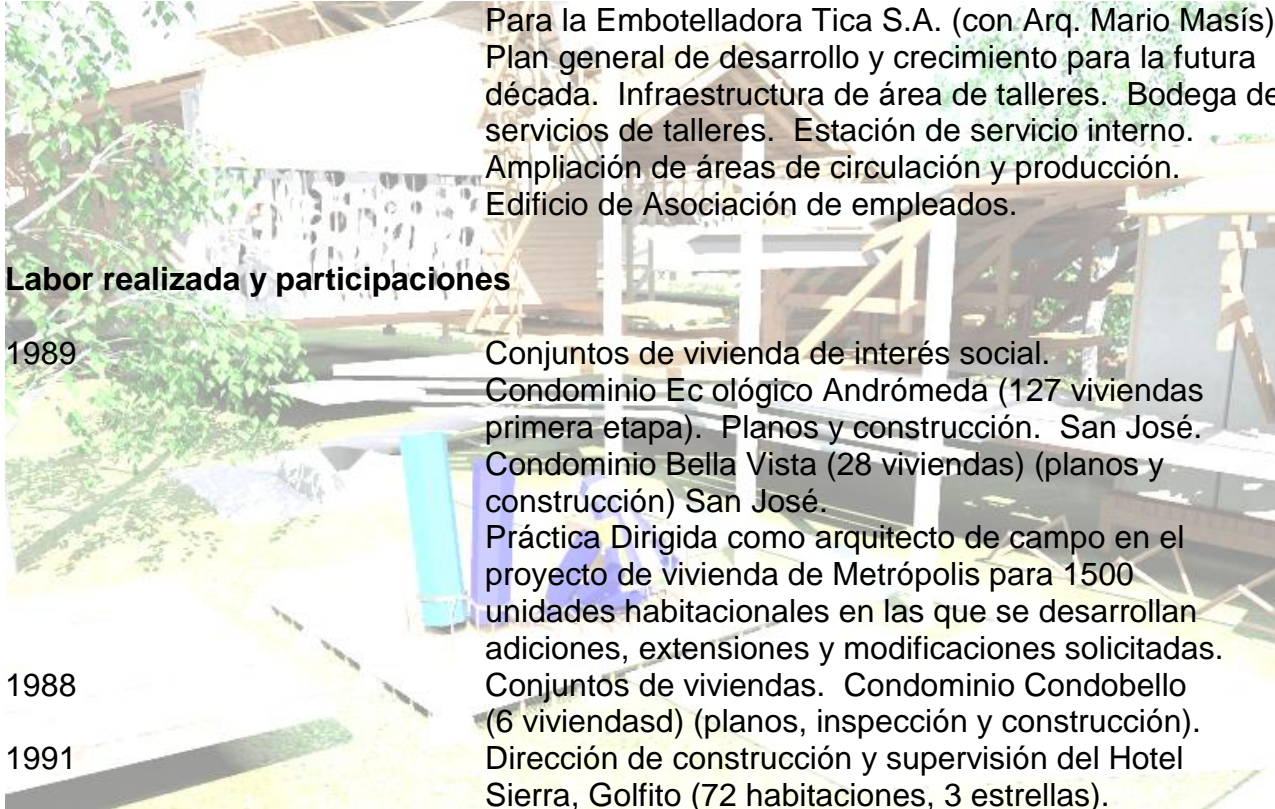 Para la Embotelladora Tica S.A. (con Arq. Mario Masís)
Plan general de desarrollo y crecimiento para la futura
década.  Infraestructura de área de talleres.  Bodega de
servicios de talleres.  Estación de servicio interno.
Ampliación de áreas de circulación y producción.
Edificio de Asociación de empleados.
Labor realizada y participaciones
1989 Conjuntos de vivienda de interés social.
Condominio Ec ológico Andrómeda (127 viviendas
primera etapa).  Planos y construcción.  San José.
Condominio Bella Vista (28 viviendas) (planos y
construcción) San José.
Práctica Dirigida como arquitecto de campo en el
proyecto de vivienda de Metrópolis para 1500
unidades habitacionales en las que se desarrollan
adiciones, extensiones y modificaciones solicitadas.
1988 Conjuntos de viviendas.  Condominio Condobello
(6 viviendasd) (planos, inspección y construcción).
1991 Dirección de construcción y supervisión del Hotel
Sierra, Golfito (72 habitaciones, 3 estrellas).